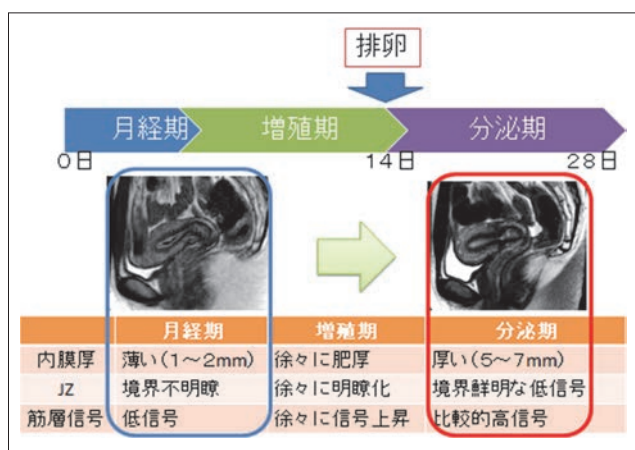 排卵
月経期 増殖期 分泌期
0日 14日 28日
月経期 増殖期 分泌期
内膜厚 薄い(1〜2mm) 徐々に肥厚 厚い(5〜7mm)
JZ 境界不明瞭 徐々に明瞭化 境界鮮明な低信号
筋層信号 低信号 徐々に信号上昇 比較的高信号